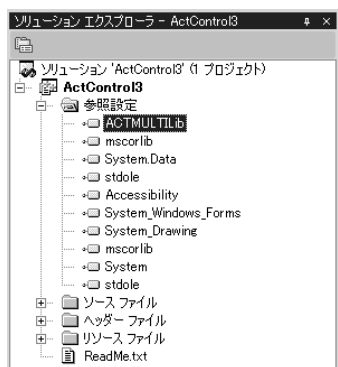 ソリューション エクスプローラ - ActControl3
ソリューション 'ActControl3' (1 プロジェクト)
ActControl3
参照設定
ACTMULTILib
mscorlib
System.Data
stdole
Accessibility
System_Windows_Forms
System_Drawing
mscorlib
System
stdole
ソース ファイル
ヘッダー ファイル
リソース ファイル
ReadMe.txt